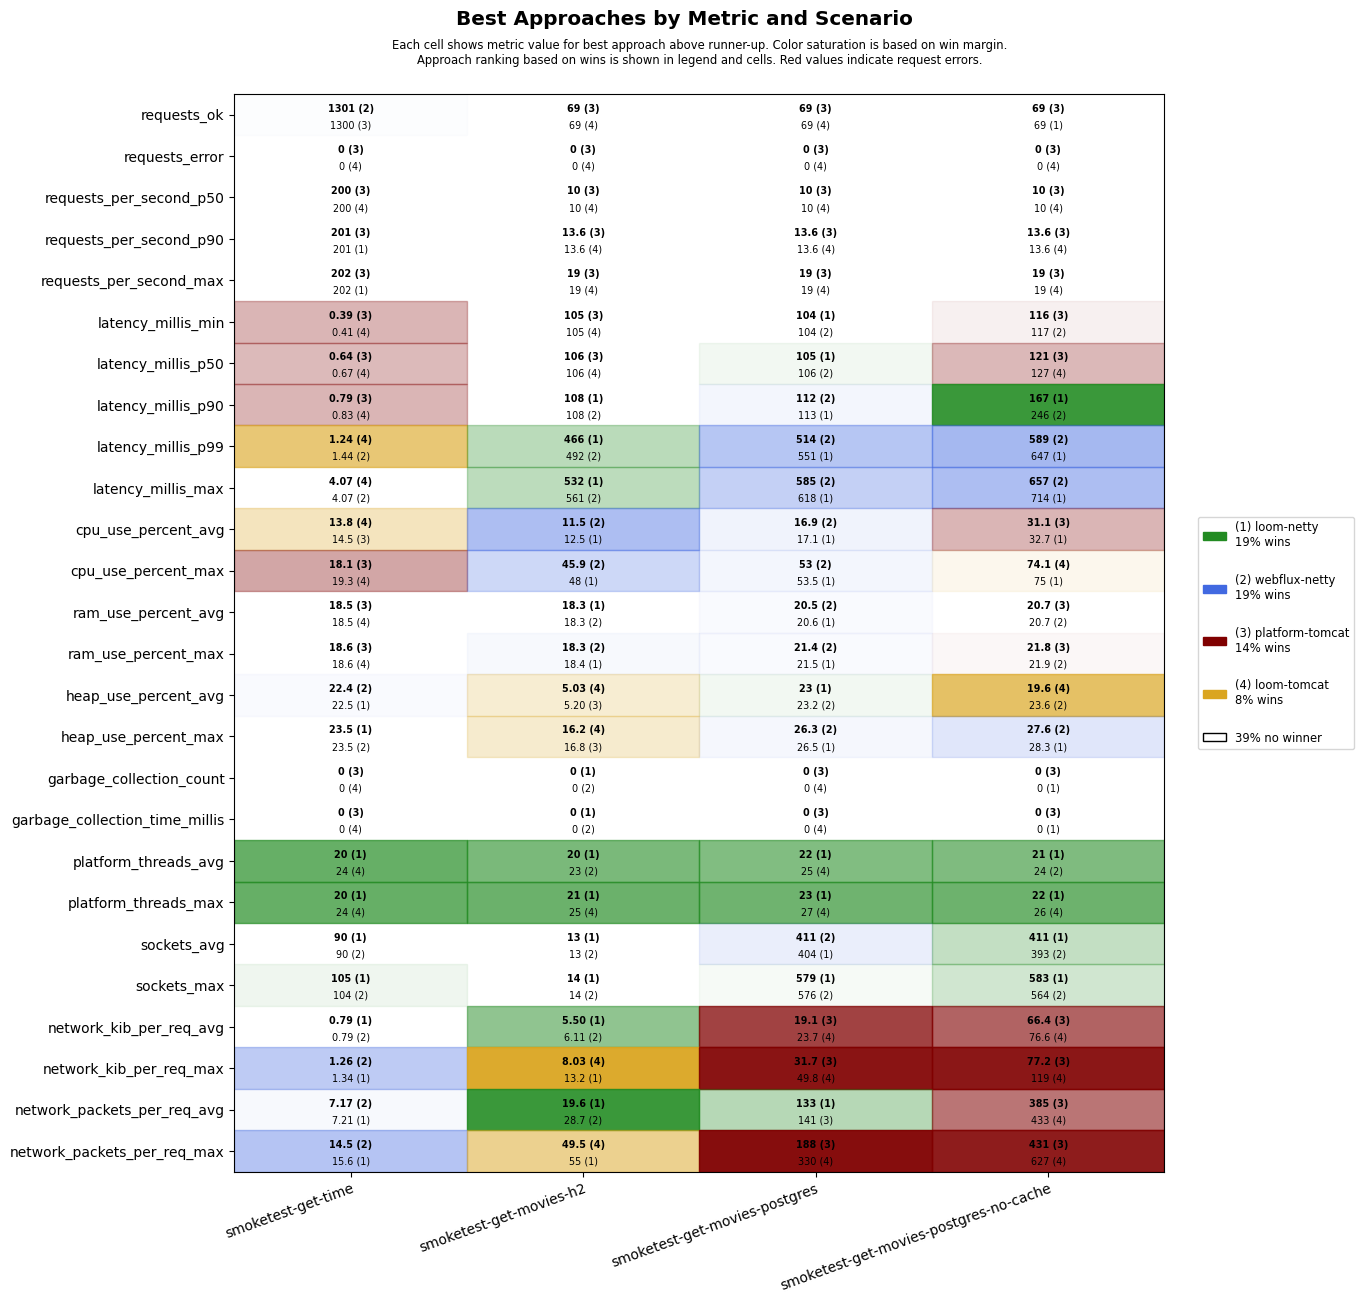 Best Approaches by Metric and Scenario
Each cell shows metric value for best approach above runner-up. Color saturation is based on win margin.
Approach ranking based on wins is shown in legend and cells. Red values indicate request errors.
requests_ok
1301 (2) 69 (3) 69 (3) 69 (3)
1300 (3) 69 (4) 69 (4) 69 (1)
requests_error
0 (3) 0 (3) 0 (3) 0 (3)
0 (4) 0 (4) 0 (4) 0 (4)
requests_per_second_p50
200 (3) 10 (3) 10 (3) 10 (3)
200 (4) 10 (4) 10 (4) 10 (4)
requests_per_second_p90
201 (3) 13.6 (3) 13.6 (3) 13.6 (3)
201 (1) 13.6 (4) 13.6 (4) 13.6 (4)
requests_per_second_max
202 (3) 19 (3) 19 (3) 19 (3)
202 (1) 19 (4) 19 (4) 19 (4)
latency_millis_min
0.39 (3) 105 (3) 104 (1) 116 (3)
0.41 (4) 105 (4) 104 (2) 117 (2)
latency_millis_p50
0.64 (3) 106 (3) 105 (1) 121 (3)
0.67 (4) 106 (4) 106 (2) 127 (4)
latency_millis_p90
0.79 (3) 108 (1) 112 (2) 167 (1)
0.83 (4) 108 (2) 113 (1) 246 (2)
latency_millis_p99
1.24 (4) 466 (1) 514 (2) 589 (2)
1.44 (2) 492 (2) 551 (1) 647 (1)
latency_millis_max
4.07 (4) 532 (1) 585 (2) 657 (2)
4.07 (2) 561 (2) 618 (1) 714 (1)
cpu_use_percent_avg
13.8 (4) 11.5 (2) 16.9 (2) 31.1 (3)
14.5 (3) 12.5 (1) 17.1 (1) 32.7 (1)
cpu_use_percent_max
18.1 (3) 45.9 (2) 53 (2) 74.1 (4)
19.3 (4) 48 (1) 53.5 (1) 75 (1)
ram_use_percent_avg
18.5 (3) 18.3 (1) 20.5 (2) 20.7 (3)
18.5 (4) 18.3 (2) 20.6 (1) 20.7 (2)
ram_use_percent_max
18.6 (3) 18.3 (2) 21.4 (2) 21.8 (3)
18.6 (4) 18.4 (1) 21.5 (1) 21.9 (2)
heap_use_percent_avg
22.4 (2) 5.03 (4) 23 (1) 19.6 (4)
22.5 (1) 5.20 (3) 23.2 (2) 23.6 (2)
heap_use_percent_max
23.5 (1) 16.2 (4) 26.3 (2) 27.6 (2)
23.5 (2) 16.8 (3) 26.5 (1) 28.3 (1)
garbage_collection_count
0 (3) 0 (1) 0 (3) 0 (3)
0 (4) 0 (2) 0 (4) 0 (1)
garbage_collection_time_millis
0 (3) 0 (1) 0 (3) 0 (3)
0 (4) 0 (2) 0 (4) 0 (1)
platform_threads_avg
20 (1) 20 (1) 22 (1) 21 (1)
24 (4) 23 (2) 25 (4) 24 (2)
platform_threads_max
20 (1) 21 (1) 23 (1) 22 (1)
24 (4) 25 (4) 27 (4) 26 (4)
sockets_avg
90 (1) 13 (1) 411 (2) 411 (1)
90 (2) 13 (2) 404 (1) 393 (2)
sockets_max
105 (1) 14 (1) 579 (1) 583 (1)
104 (2) 14 (2) 576 (2) 564 (2)
network_kib_per_req_avg
0.79 (1) 5.50 (1) 19.1 (3) 66.4 (3)
0.79 (2) 6.11 (2) 23.7 (4) 76.6 (4)
network_kib_per_req_max
1.26 (2) 8.03 (4) 31.7 (3) 77.2 (3)
1.34 (1) 13.2 (1) 49.8 (4) 119 (4)
network_packets_per_req_avg
7.17 (2) 19.6 (1) 133 (1) 385 (3)
7.21 (1) 28.7 (2) 141 (3) 433 (4)
network_packets_per_req_max
14.5 (2) 49.5 (4) 188 (3) 431 (3)
15.6 (1) 55 (1) 330 (4) 627 (4)
smoketest-get-time
smoketest-get-movies-h2
smoketest-get-movies-postgres
smoketest-get-movies-postgres-no-cache
(1) loom-netty
19% wins
(2) webflux-netty
19% wins
(3) platform-tomcat
14% wins
(4) loom-tomcat
8% wins
39% no winner